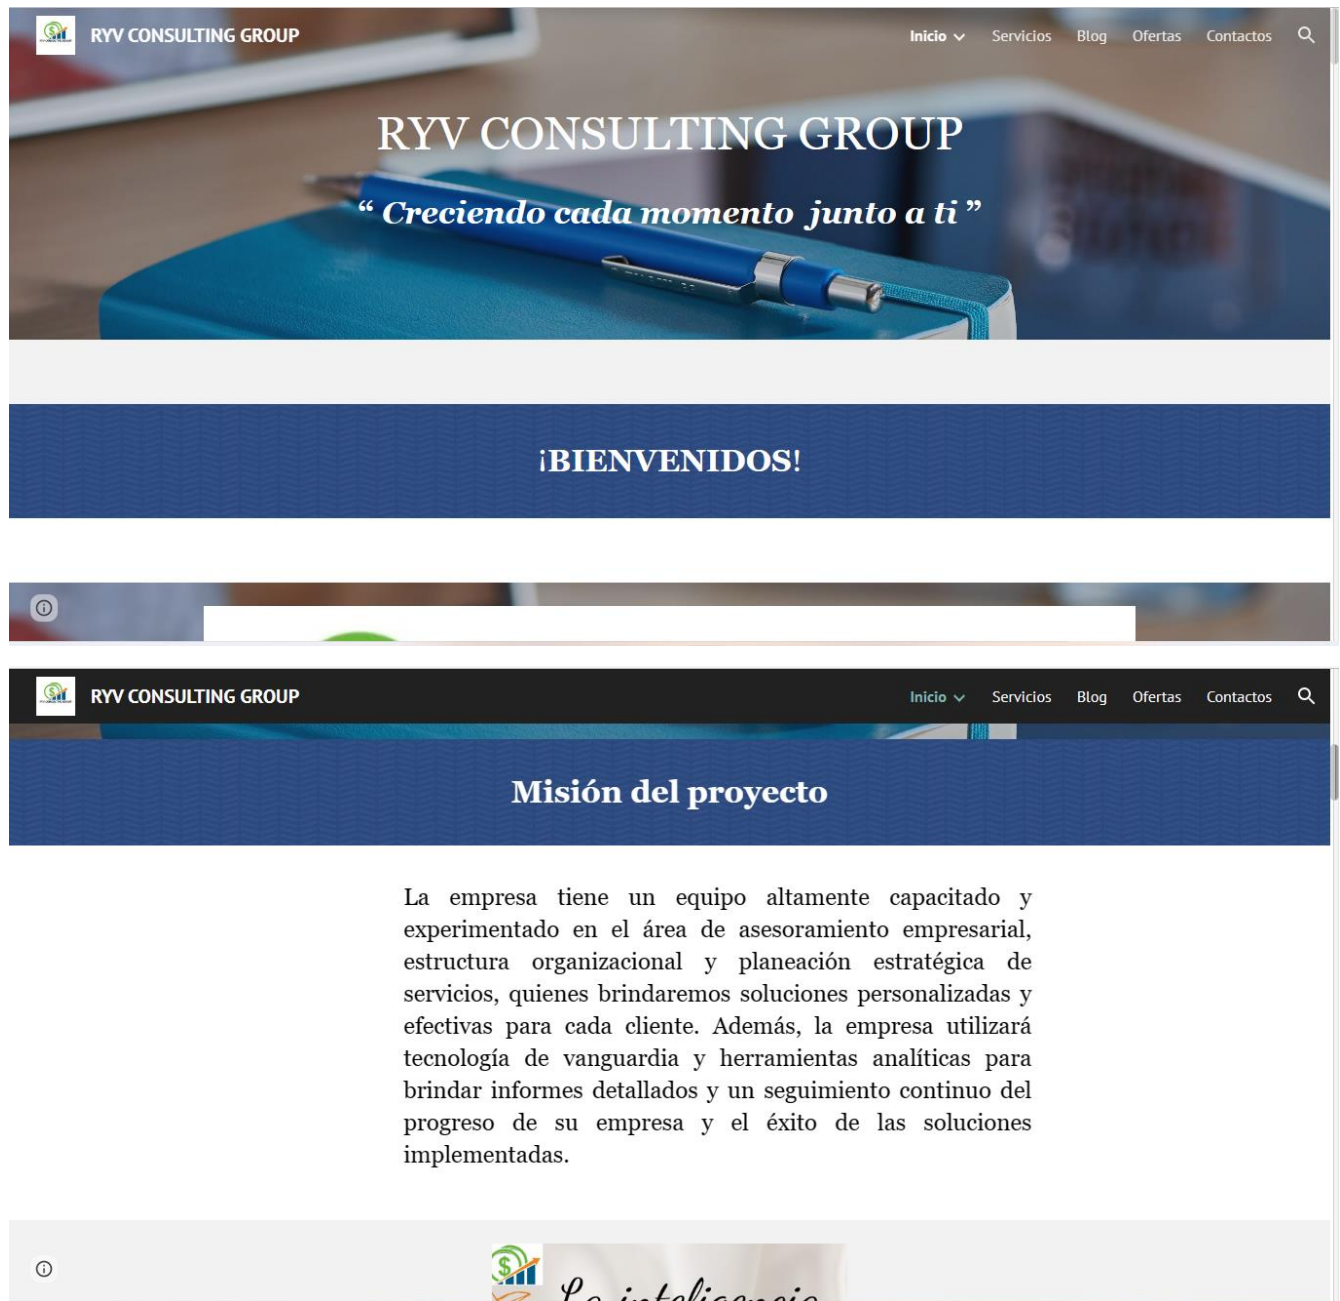 RYV CONSULTING GROUP
Inicio Servicios Blog Ofertas Contactos
RYV CONSULTING GROUP
“ Creciendo cada momento junto a ti ”
¡BIENVENIDOS!
RYV CONSULTING GROUP
Inicio Servicios Blog Ofertas Contactos
Misión del proyecto
La empresa tiene un equipo altamente capacitado y
experimentado en el área de asesoramiento empresarial,
estructura organizacional y planeación estratégica de
servicios, quienes brindaremos soluciones personalizadas y
efectivas para cada cliente. Además, la empresa utilizará
tecnología de vanguardia y herramientas analíticas para
brindar informes detallados y un seguimiento continuo del
progreso de su empresa y el éxito de las soluciones
implementadas.
La inteligencia